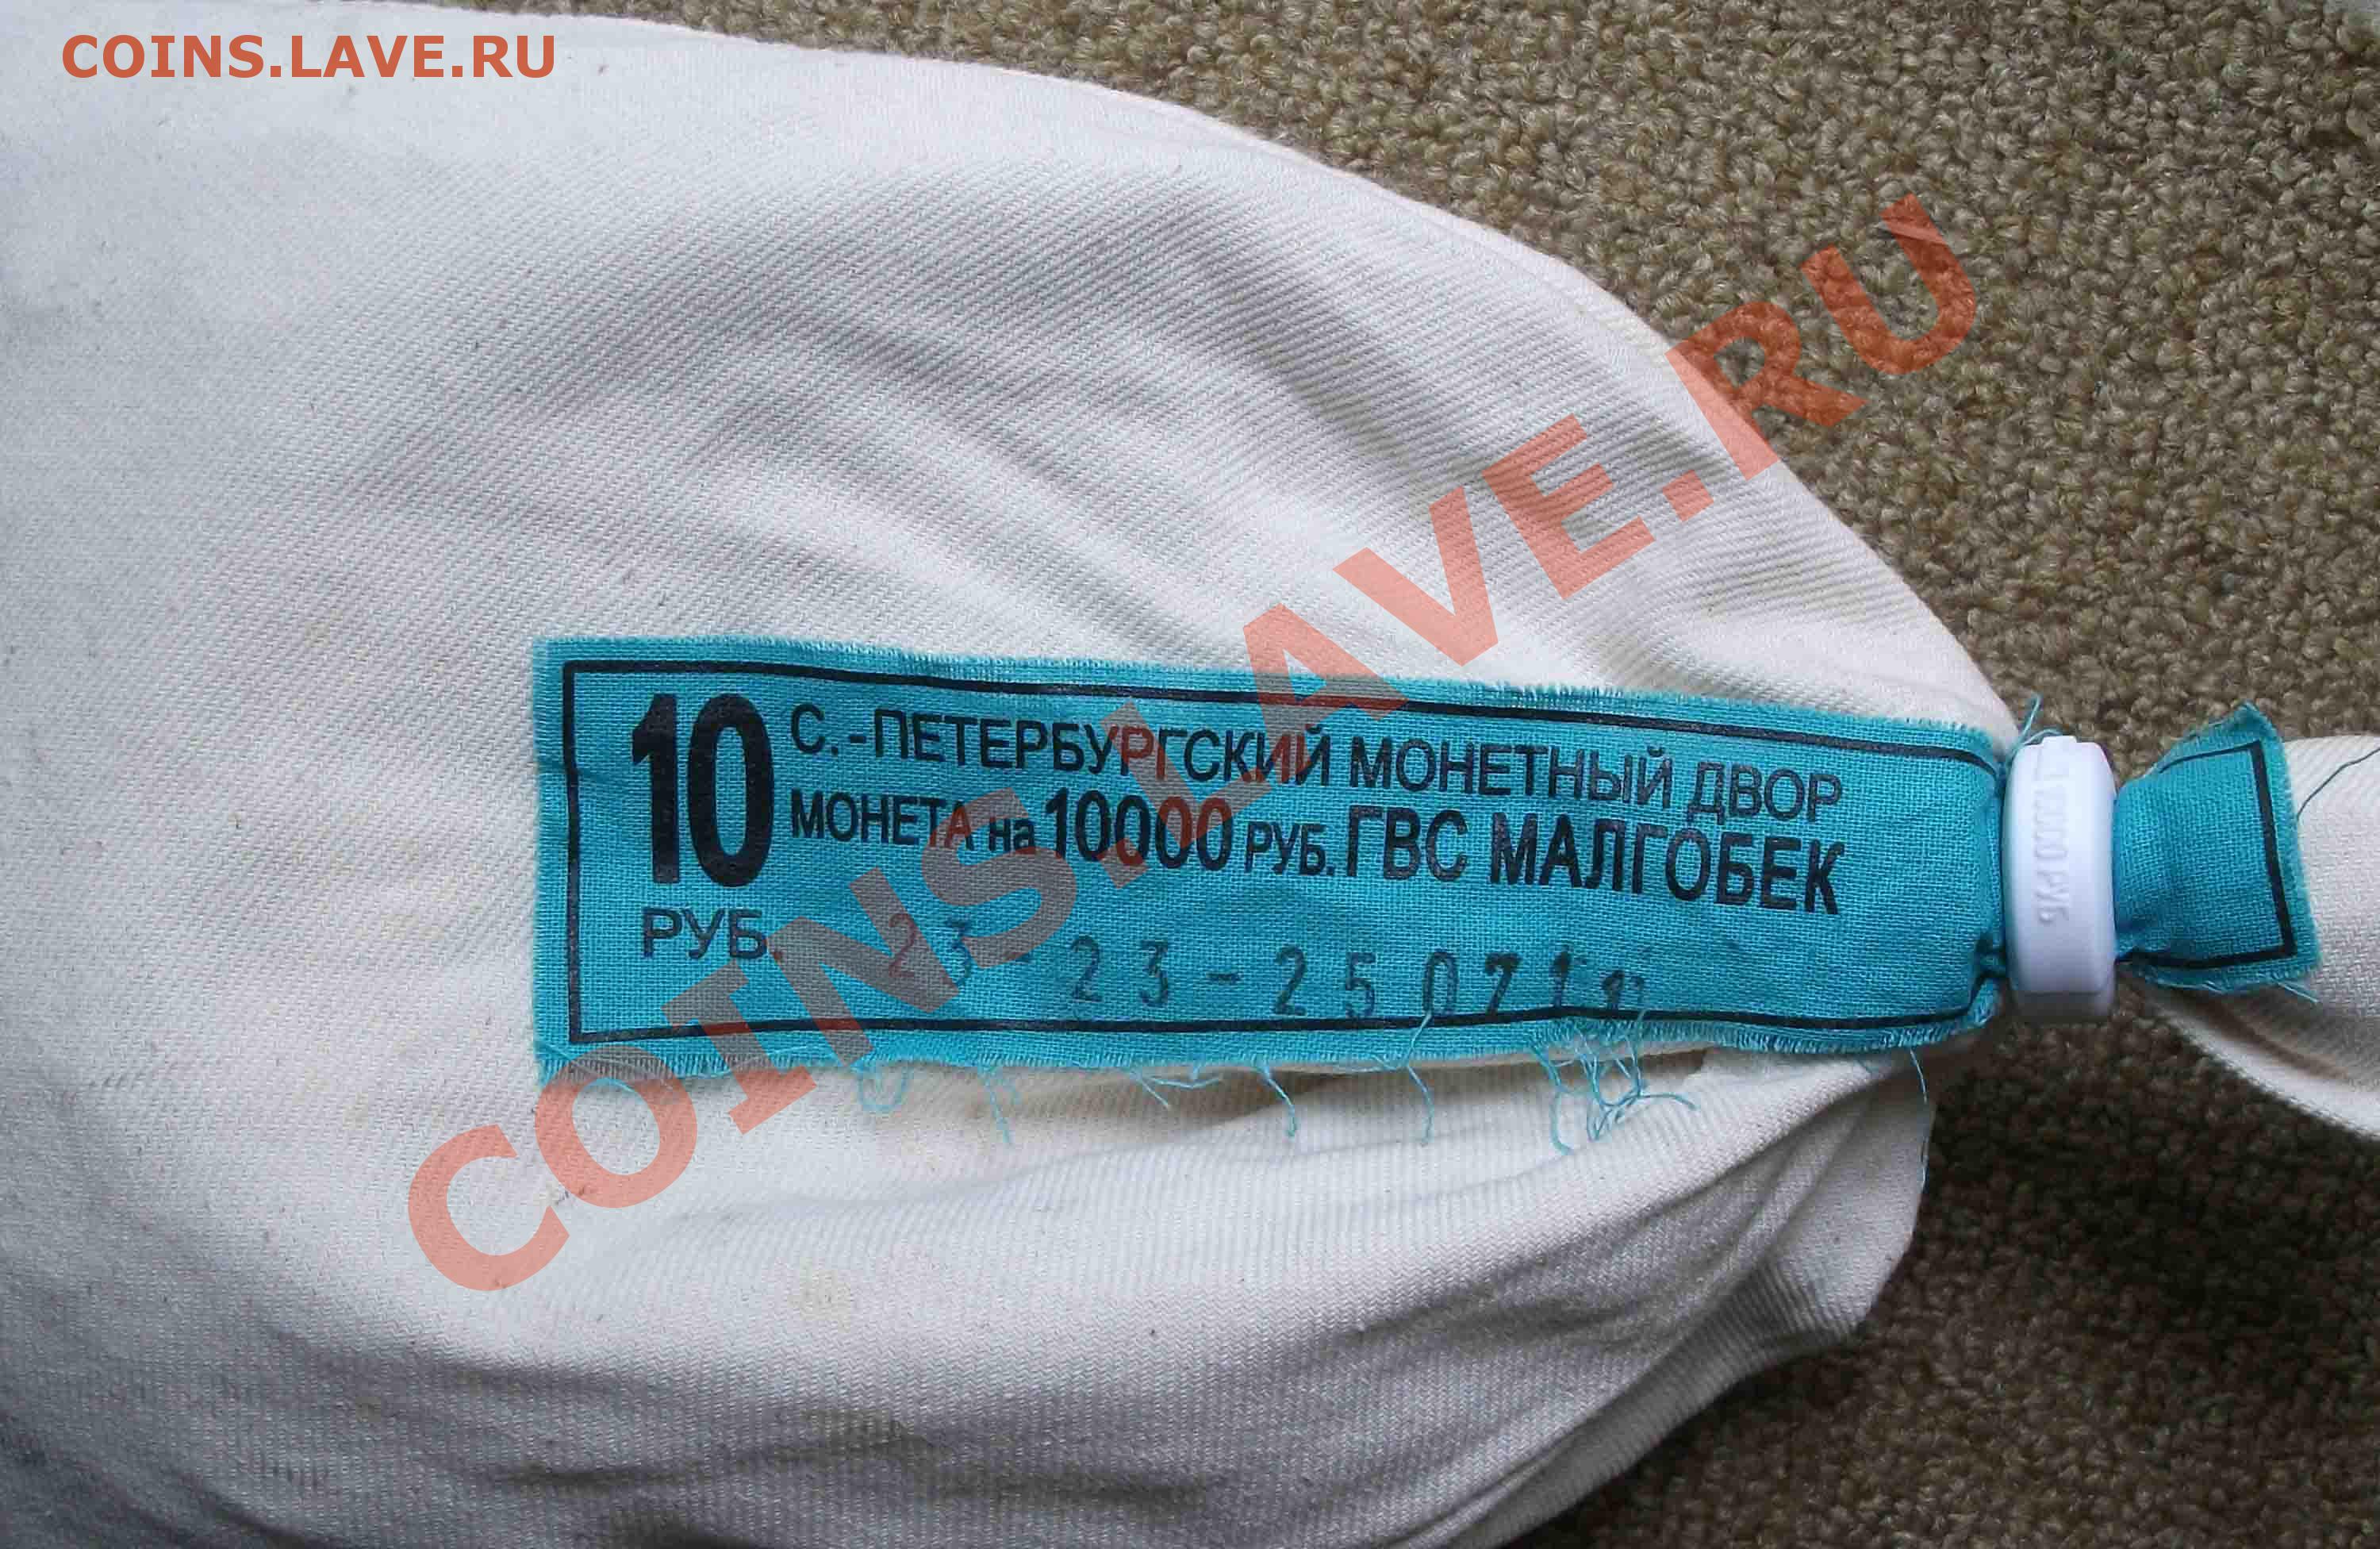 COINS.LAVE.RU
10
РУБ.
С.-ПЕТЕРБУРГСКИЙ МОНЕТНЫЙ ДВОР
МОНЕТА на 10000 РУБ. ГВС МАЛГОБЕК
23 23-250711
10000 РУБ
COINS.LAVE.RU